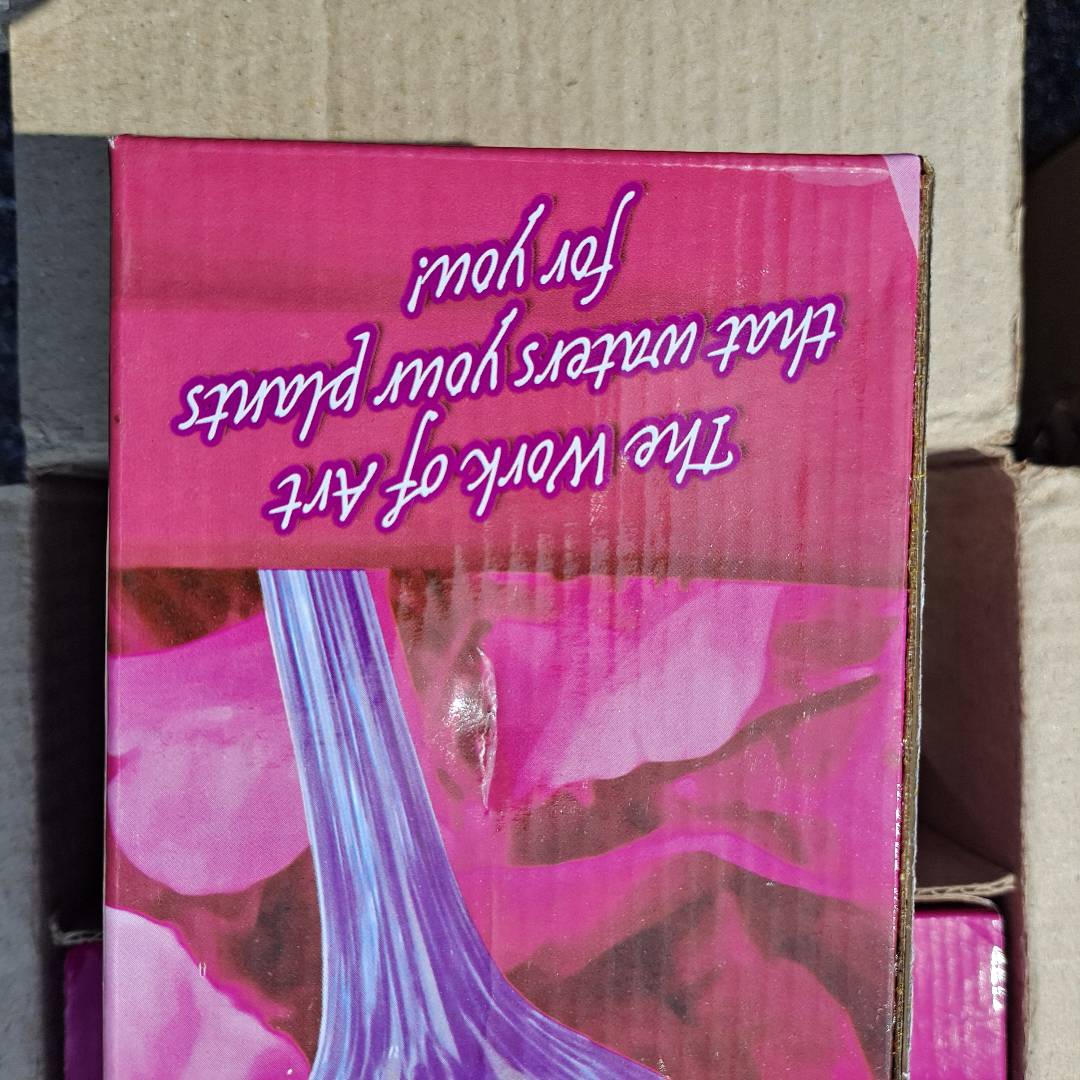 The Work of Art
that waters your plants
for you!